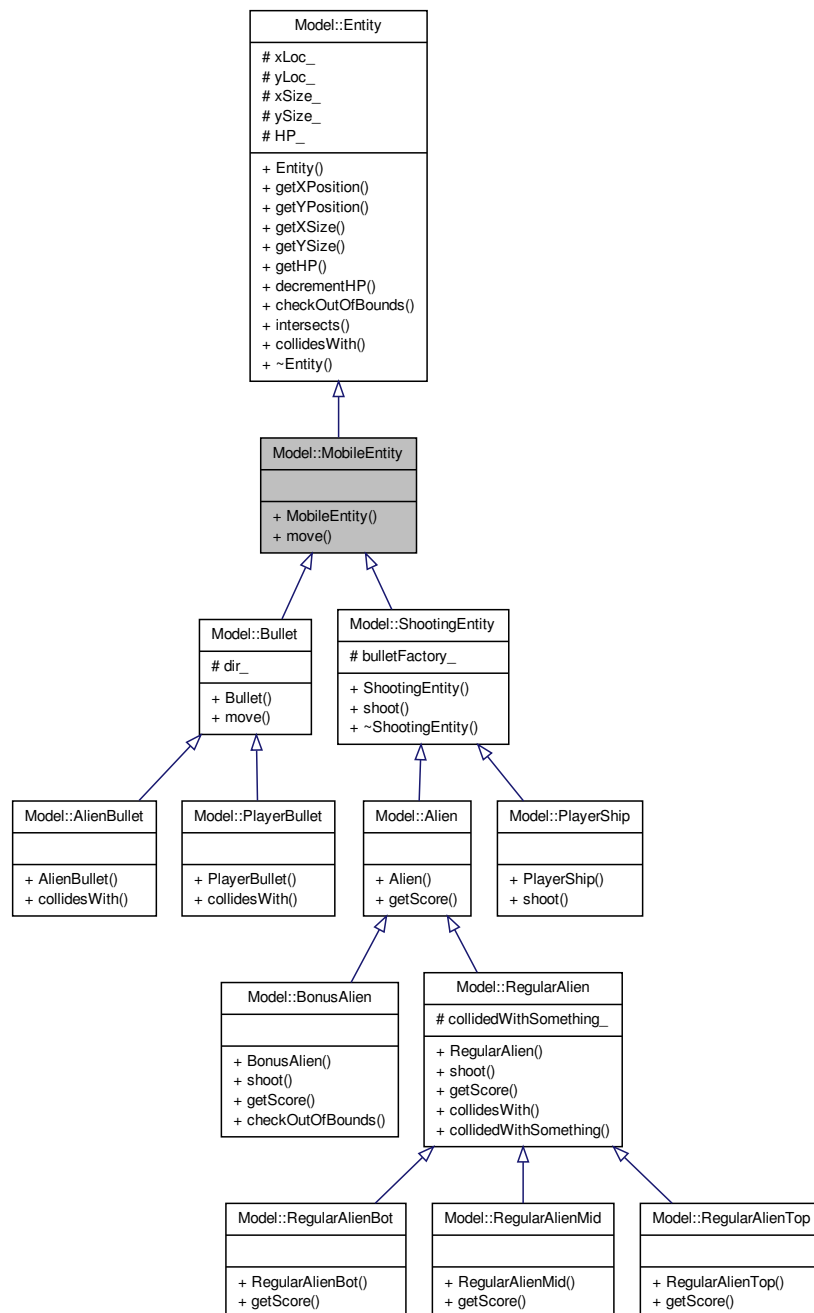 Model::Entity
# xLoc_
# yLoc_
# xSize_
# ySize_
# HP_
+ Entity()
+ getXPosition()
+ getYPosition()
+ getXSize()
+ getYSize()
+ getHP()
+ decrementHP()
+ checkOutOfBounds()
+ intersects()
+ collidesWith()
+ ~Entity()
Model::MobileEntity
+ MobileEntity()
+ move()
Model::Bullet
# dir_
+ Bullet()
+ move()
Model::ShootingEntity
# bulletFactory_
+ ShootingEntity()
+ shoot()
+ ~ShootingEntity()
Model::AlienBullet
+ AlienBullet()
+ collidesWith()
Model::PlayerBullet
+ PlayerBullet()
+ collidesWith()
Model::Alien
+ Alien()
+ getScore()
Model::PlayerShip
+ PlayerShip()
+ shoot()
Model::BonusAlien
+ BonusAlien()
+ shoot()
+ getScore()
+ checkOutOfBounds()
Model::RegularAlien
# collidedWithSomething_
+ RegularAlien()
+ shoot()
+ getScore()
+ collidesWith()
+ collidedWithSomething()
Model::RegularAlienBot
+ RegularAlienBot()
+ getScore()
Model::RegularAlienMid
+ RegularAlienMid()
+ getScore()
Model::RegularAlienTop
+ RegularAlienTop()
+ getScore()